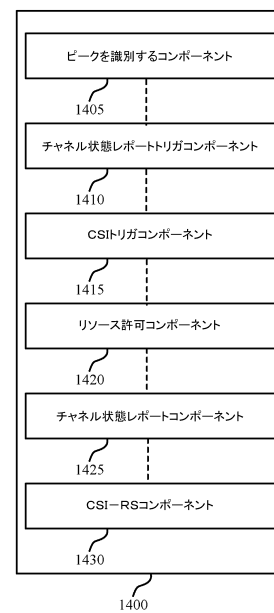 ピークを識別するコンポーネント
1405
チャネル状態レポートトリガコンポーネント
1410
CSIトリガコンポーネント
1415
リソース許可コンポーネント
1420
チャネル状態レポートコンポーネント
1425
CSI－RSコンポーネント
1430
1400